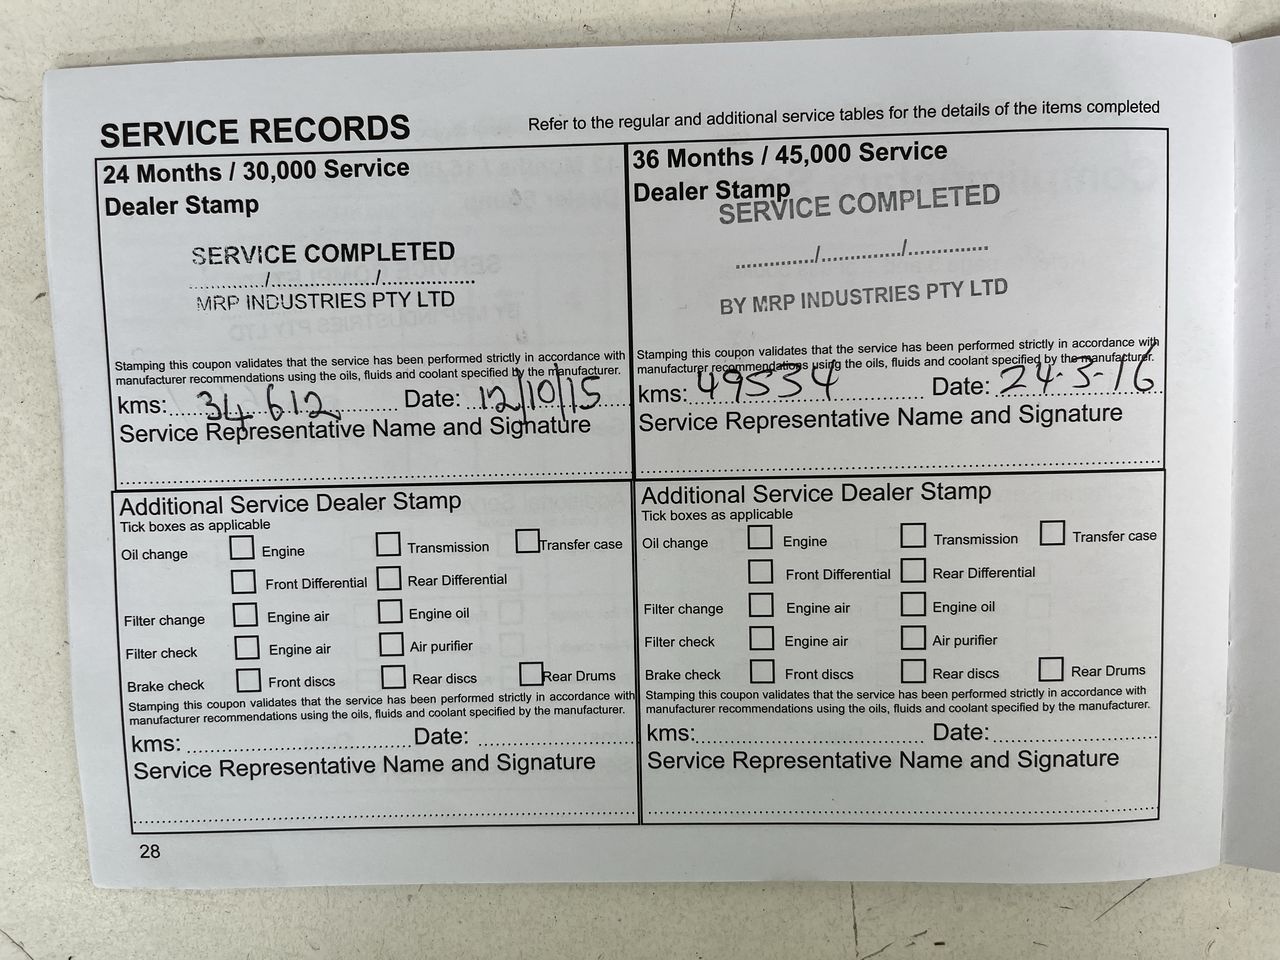 SERVICE RECORDS
Refer to the regular and additional service tables for the details of the items completed
24 Months / 30,000 Service
Dealer Stamp
SERVICE COMPLETED
............/................/..................
MRP INDUSTRIES PTY LTD
Stamping this coupon validates that the service has been performed strictly in accordance with
manufacturer recommendations using the oils, fluids and coolant specified by the manufacturer.
kms: 34 612 Date: 12/10/15
Service Representative Name and Signature
Additional Service Dealer Stamp
Tick boxes as applicable
Oil change Engine Transmission Transfer case
Front Differential Rear Differential
Filter change Engine air Engine oil
Filter check Engine air Air purifier
Brake check Front discs Rear discs Rear Drums
Stamping this coupon validates that the service has been performed strictly in accordance with
manufacturer recommendations using the oils, fluids and coolant specified by the manufacturer.
kms: Date:
Service Representative Name and Signature
36 Months / 45,000 Service
Dealer Stamp
SERVICE COMPLETED
............/............../..............
BY MRP INDUSTRIES PTY LTD
Stamping this coupon validates that the service has been performed strictly in accordance with
manufacturer recommendations using the oils, fluids and coolant specified by the manufacturer.
kms: 49534 Date: 24-3-16
Service Representative Name and Signature
Additional Service Dealer Stamp
Tick boxes as applicable
Oil change Engine Transmission Transfer case
Front Differential Rear Differential
Filter change Engine air Engine oil
Filter check Engine air Air purifier
Brake check Front discs Rear discs Rear Drums
Stamping this coupon validates that the service has been performed strictly in accordance with
manufacturer recommendations using the oils, fluids and coolant specified by the manufacturer.
kms: Date:
Service Representative Name and Signature
28